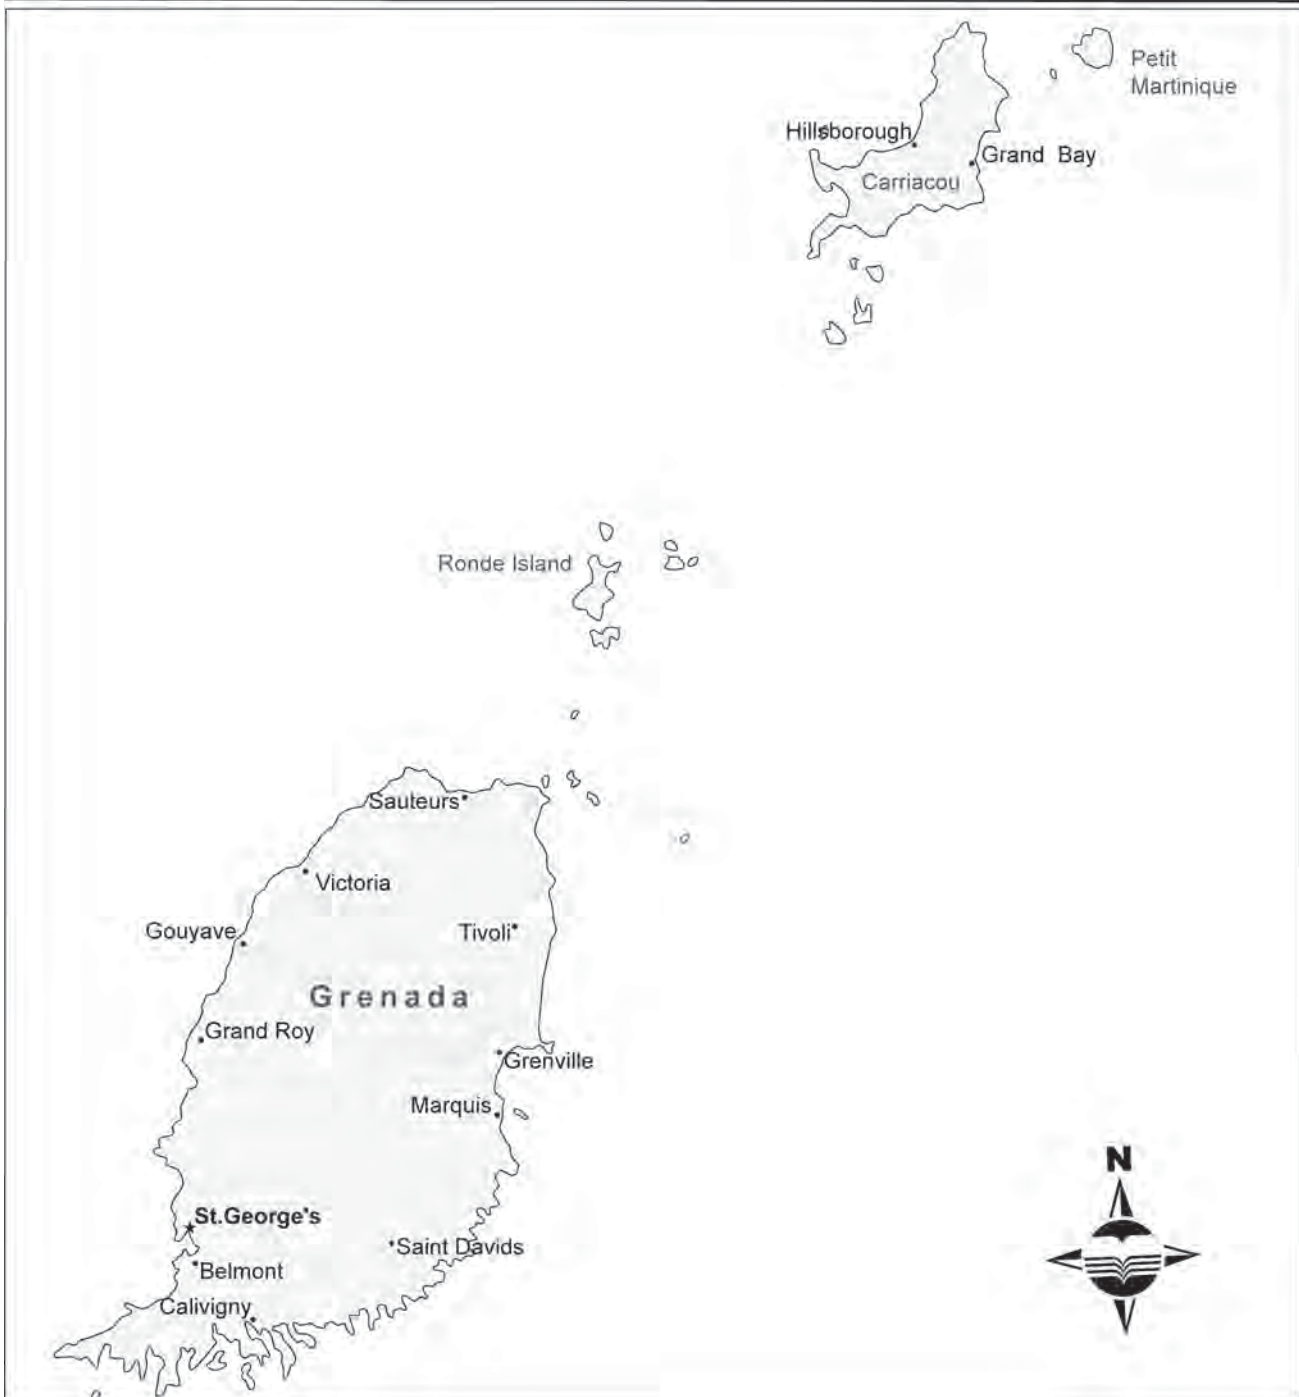 Petit
Martinique
Hillsborough
Grand Bay
Carriacou
Ronde Island
Sauteurs
Victoria
Gouyave
Tivoli
Grenada
Grand Roy
Grenville
Marquis
N
St.George's
Saint Davids
Belmont
Calivigny